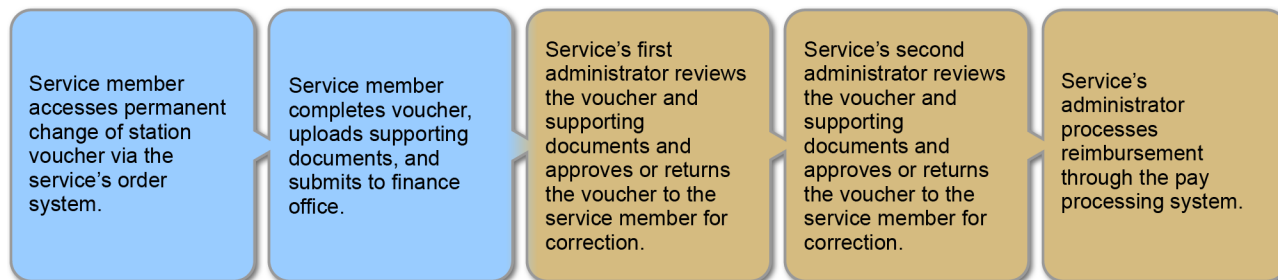 Service member
accesses permanent
change of station
voucher via the
service’s order
system.
Service member
completes voucher,
uploads supporting
documents, and
submits to finance
office.
Service’s first
administrator reviews
the voucher and
supporting
documents and
approves or returns
the voucher to the
service member for
correction.
Service’s second
administrator reviews
the voucher and
supporting
documents and
approves or returns
the voucher to the
service member for
correction.
Service’s
administrator
processes
reimbursement
through the pay
processing system.